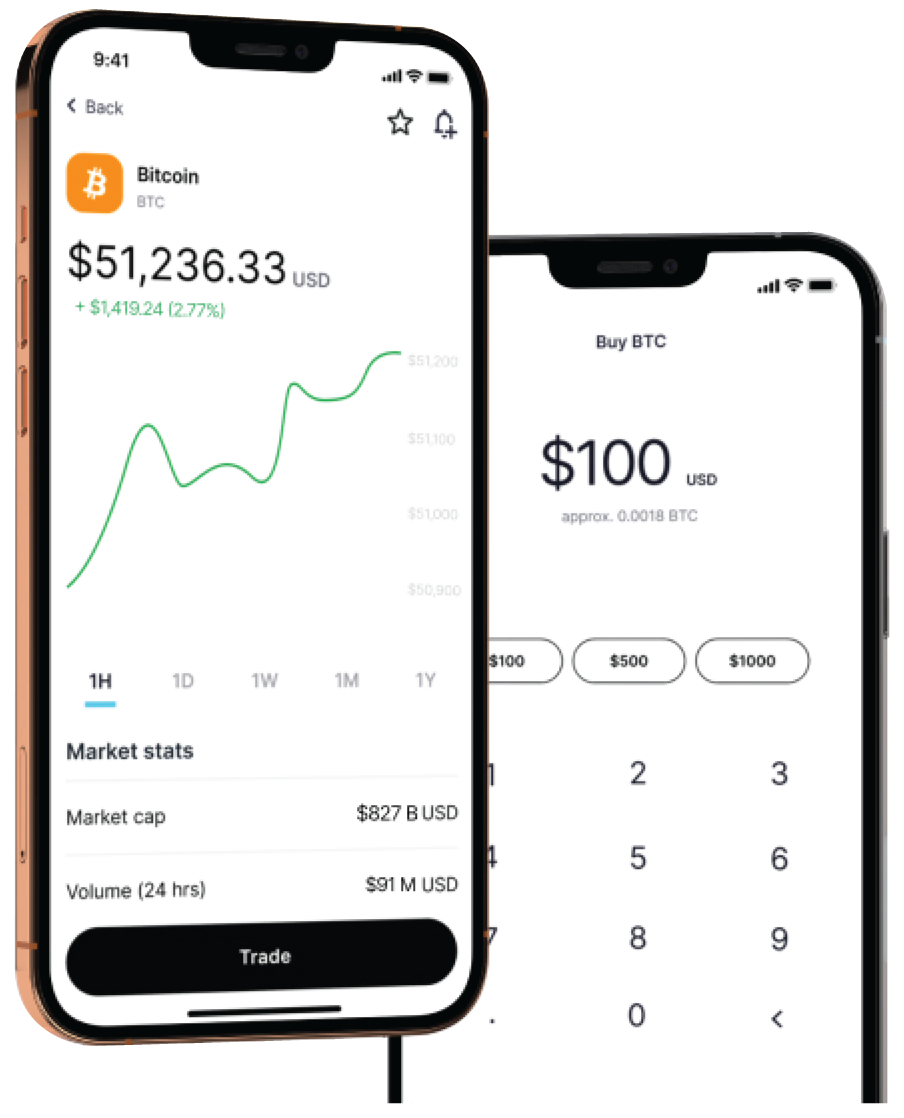 9:41
Back
Bitcoin
BTC
$51,236.33 USD
+ $1,419.24 (2.77%)
$51,200
$51,100
$51,000
$50,900
1H 1D 1W 1M 1Y
Market stats
Market cap $827 B USD
Volume (24 hrs) $91 M USD
Trade
Buy BTC
$100 USD
approx. 0.0018 BTC
$100 $500 $1000
1 2 3
4 5 6
7 8 9
. 0 <